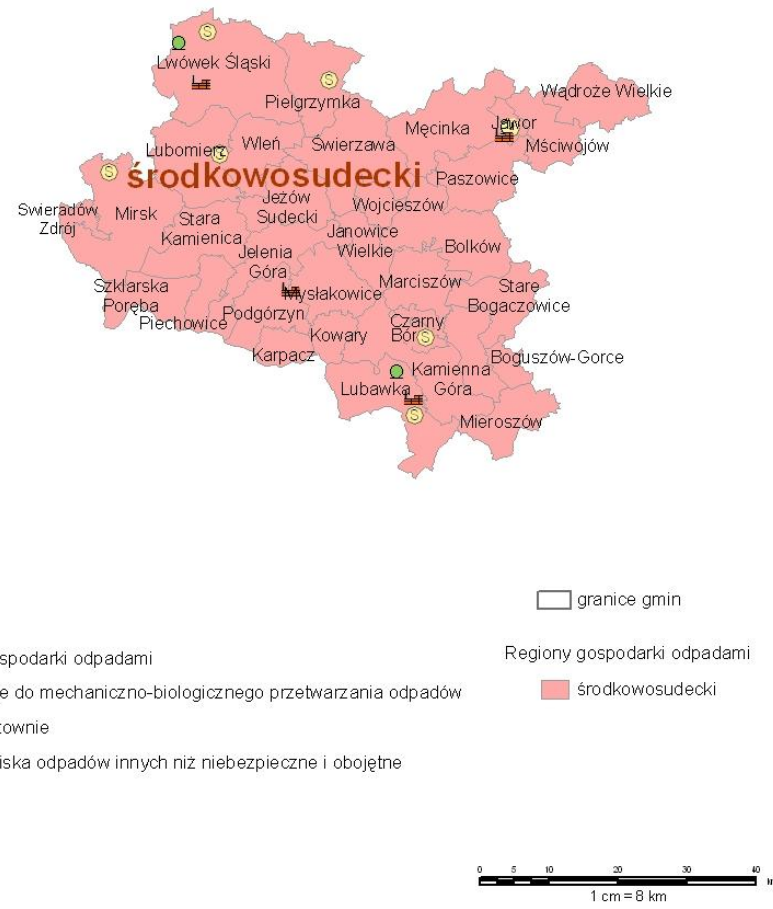 S
Lwówek Śląski
S
Pielgrzymka
Wądroże Wielkie
Męcinka
Jawor
Mściwojów
Lubomierz
S
Wleń
Świerzawa
S
środkowosudecki
Paszowice
Swieradów
Zdrój
Mirsk
Stara
Kamienica
Jeżów
Sudecki
Wojcieszów
Janowice
Wielkie
Bolków
Jelenia
Góra
Szklarska
Poręba
Mysłakowice
Marciszów
Stare
Bogaczowice
Piechowice
Podgórzyn
Kowary
Czarny
Bór
S
Karpacz
Boguszów-Gorce
Kamienna
Góra
Lubawka
S
Mieroszów
granice gmin
spodarki odpadami
Regiony gospodarki odpadami
e do mechaniczno-biologicznego przetwarzania odpadów
środkowosudecki
townie
iska odpadów innych niż niebezpieczne i obojętne
0 5 10 20 30 40
1 cm = 8 km